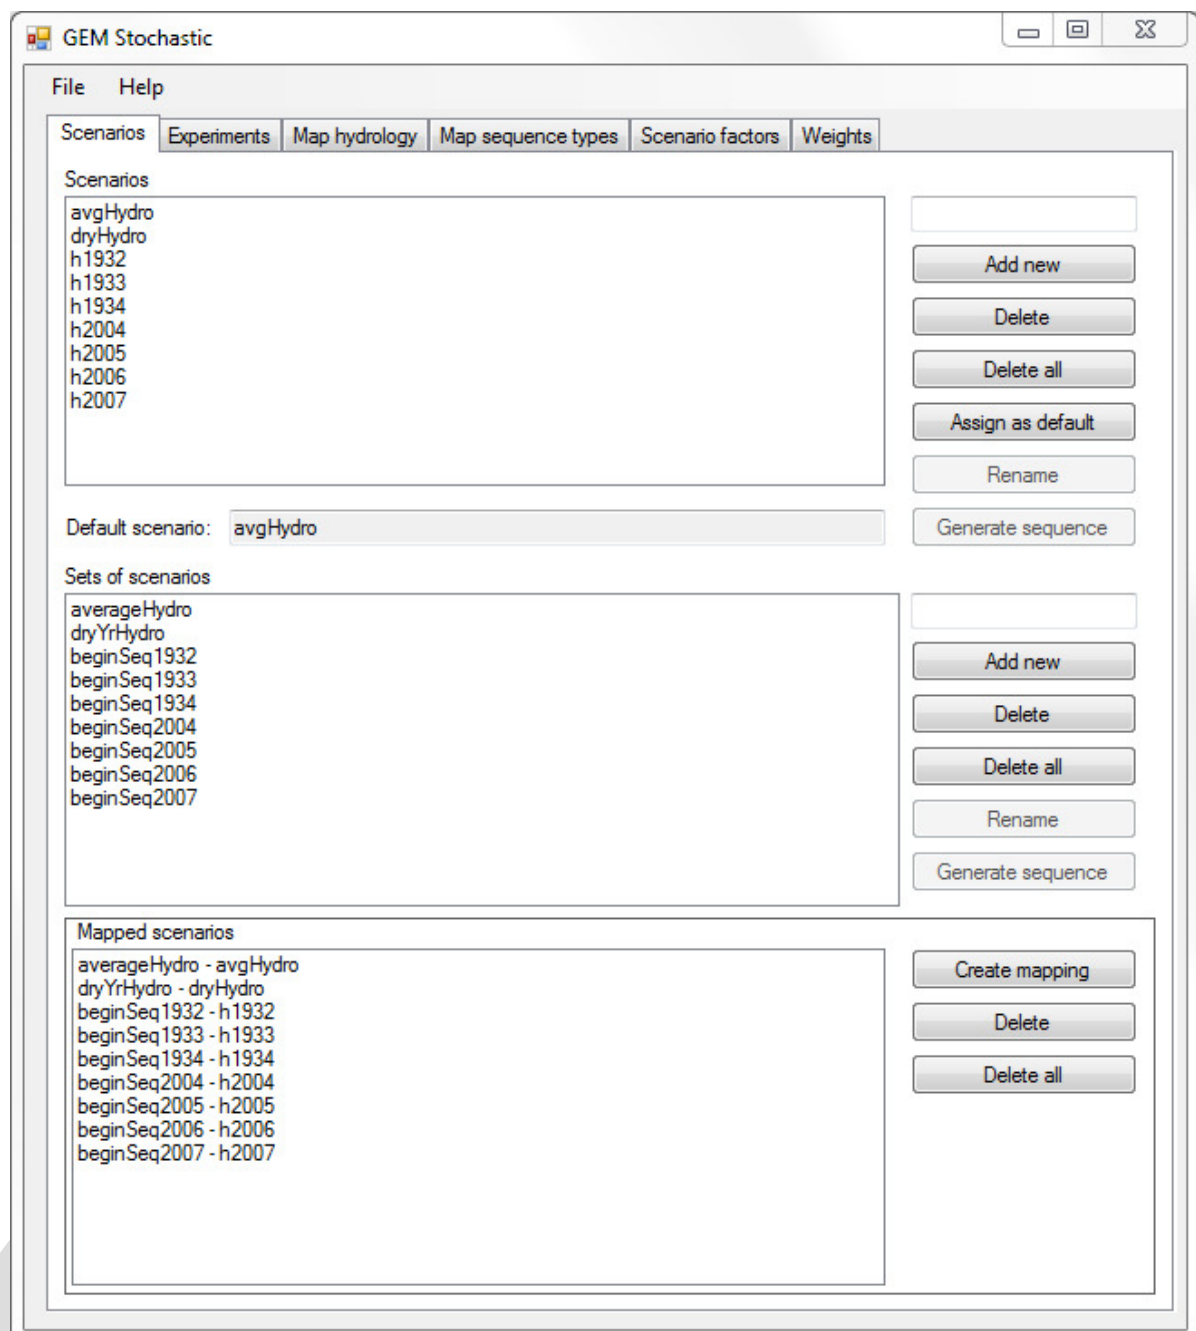 GEM Stochastic
File Help
Scenarios Experiments Map hydrology Map sequence types Scenario factors Weights
Scenarios
avgHydro
dryHydro
h1932
h1933
h1934
h2004
h2005
h2006
h2007
Add new
Delete
Delete all
Assign as default
Rename
Default scenario: avgHydro
Generate sequence
Sets of scenarios
averageHydro
dryYrHydro
beginSeq1932
beginSeq1933
beginSeq1934
beginSeq2004
beginSeq2005
beginSeq2006
beginSeq2007
Add new
Delete
Delete all
Rename
Generate sequence
Mapped scenarios
averageHydro - avgHydro
dryYrHydro - dryHydro
beginSeq1932 - h1932
beginSeq1933 - h1933
beginSeq1934 - h1934
beginSeq2004 - h2004
beginSeq2005 - h2005
beginSeq2006 - h2006
beginSeq2007 - h2007
Create mapping
Delete
Delete all